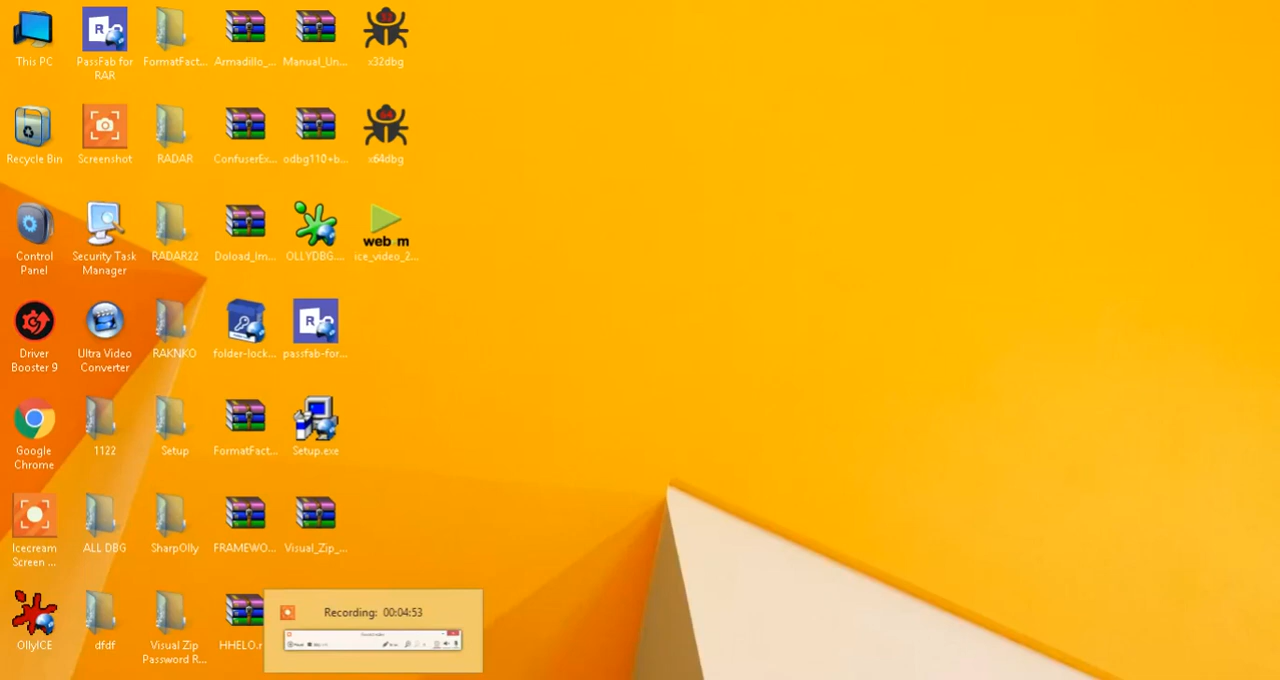 This PC
PassFab for
RAR
FormatFact...
Armadillo_...
Manual_Un...
x32dbg
Recycle Bin
Screenshot
RADAR
ConfuserEx...
odbg110+b...
x64dbg
Control
Panel
Security Task
Manager
RADAR22
Doload_Im...
OLLYDBG....
web m
ice_video_2...
Driver
Booster 9
Ultra Video
Converter
RAKNKO
folder-lock...
passfab-for...
Google
Chrome
1122
Setup
FormatFact...
Setup.exe
Icecream
Screen ...
ALL DBG
SharpOlly
FRAMEWO...
Visual_Zip_...
OllyICE
dfdf
Visual Zip
Password R...
HHELO.r
Recording: 00:04:53